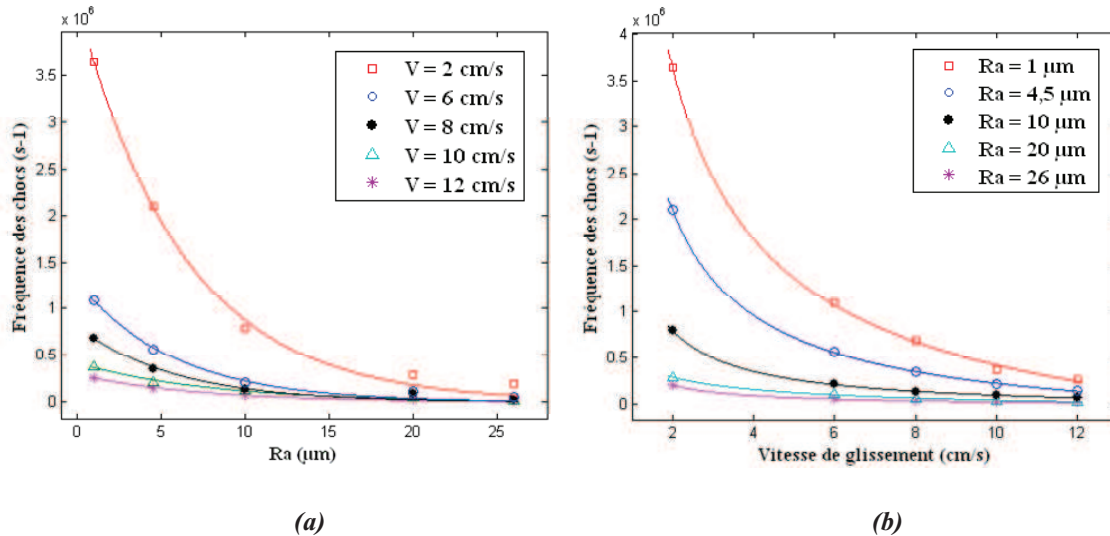 x 10⁶
3.5
3
2.5
2
1.5
1
0.5
0
0 5 10 15 20 25
Fréquence des chocs (s-1)
Ra (µm)
V = 2 cm/s
V = 6 cm/s
V = 8 cm/s
V = 10 cm/s
V = 12 cm/s
(a)
x 10⁶
4
3.5
3
2.5
2
1.5
1
0.5
0
2 4 6 8 10 12
Fréquence des chocs (s-1)
Vitesse de glissement (cm/s)
Ra = 1 µm
Ra = 4,5 µm
Ra = 10 µm
Ra = 20 µm
Ra = 26 µm
(b)